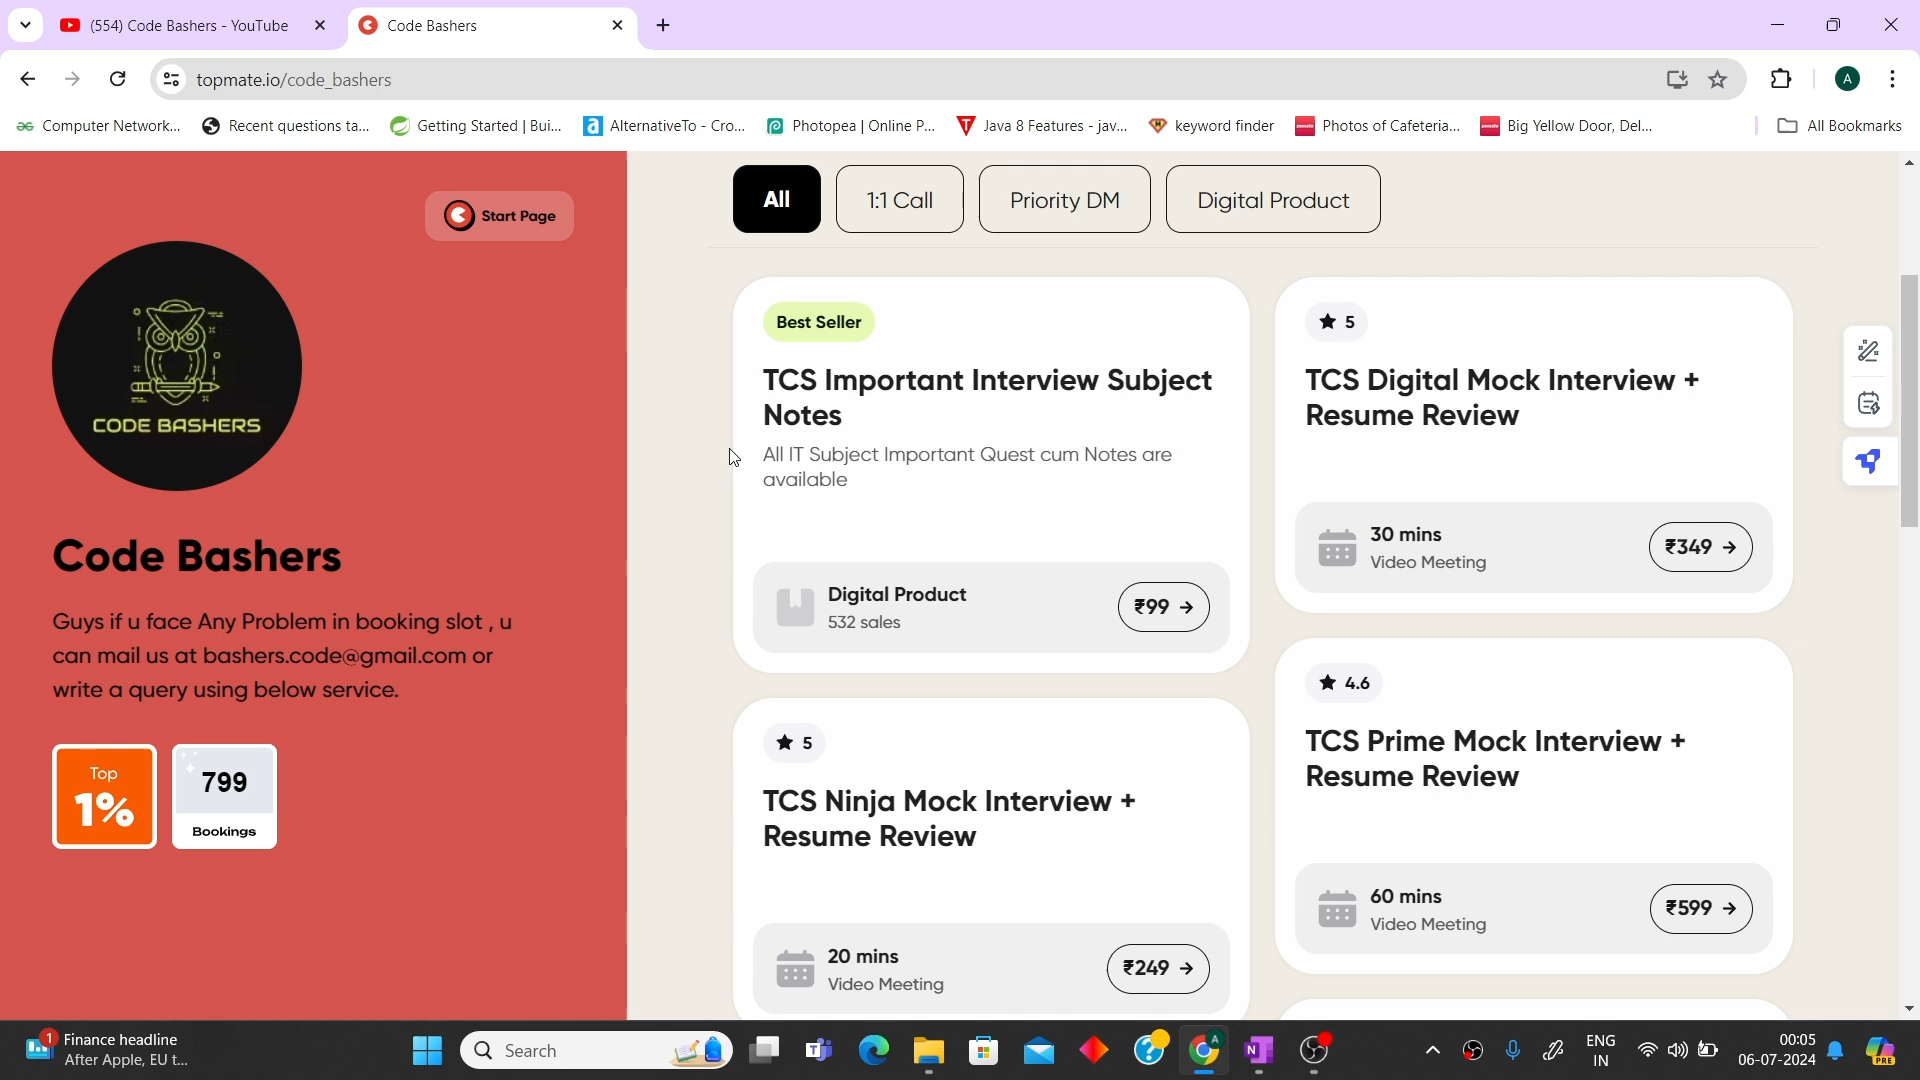 (554) Code Bashers - YouTube
Code Bashers
topmate.io/code_bashers
A
Computer Network...
Recent questions ta...
Getting Started | Bui...
AlternativeTo - Cro...
Photopea | Online P...
Java 8 Features - jav...
keyword finder
Photos of Cafeteria...
Big Yellow Door, Del...
All Bookmarks
Start Page
CODE BASHERS
Code Bashers
Guys if u face Any Problem in booking slot , u
can mail us at bashers.code@gmail.com or
write a query using below service.
Top
1%
799
Bookings
All
1:1 Call
Priority DM
Digital Product
Best Seller
TCS Important Interview Subject
Notes
All IT Subject Important Quest cum Notes are
available
Digital Product
532 sales
₹99 →
5
TCS Digital Mock Interview +
Resume Review
30 mins
Video Meeting
₹349 →
5
TCS Ninja Mock Interview +
Resume Review
20 mins
Video Meeting
₹249 →
4.6
TCS Prime Mock Interview +
Resume Review
60 mins
Video Meeting
₹599 →
1
Finance headline
After Apple, EU t...
Search
ENG
IN
00:05
06-07-2024
PRE